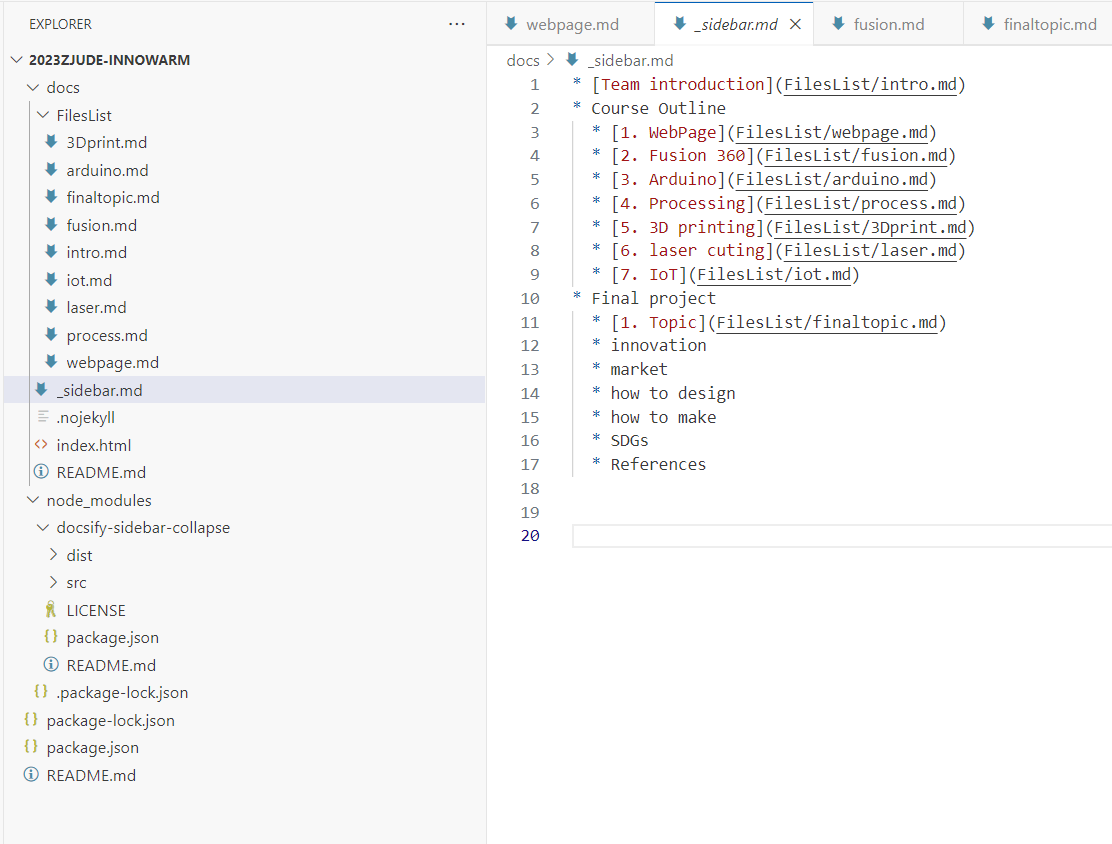 EXPLORER
2023ZJUDE-INNOWARM
docs
FilesList
3Dprint.md
arduino.md
finaltopic.md
fusion.md
intro.md
iot.md
laser.md
process.md
webpage.md
_sidebar.md
.nojekyll
index.html
README.md
node_modules
docsify-sidebar-collapse
dist
src
LICENSE
package.json
README.md
.package-lock.json
package-lock.json
package.json
README.md
webpage.md
_sidebar.md
fusion.md
finaltopic.md
docs > _sidebar.md
1 * [Team introduction](FilesList/intro.md)
2 * Course Outline
3 * [1. WebPage](FilesList/webpage.md)
4 * [2. Fusion 360](FilesList/fusion.md)
5 * [3. Arduino](FilesList/arduino.md)
6 * [4. Processing](FilesList/process.md)
7 * [5. 3D printing](FilesList/3Dprint.md)
8 * [6. laser cuting](FilesList/laser.md)
9 * [7. IoT](FilesList/iot.md)
10 * Final project
11 * [1. Topic](FilesList/finaltopic.md)
12 * innovation
13 * market
14 * how to design
15 * how to make
16 * SDGs
17 * References
18
19
20